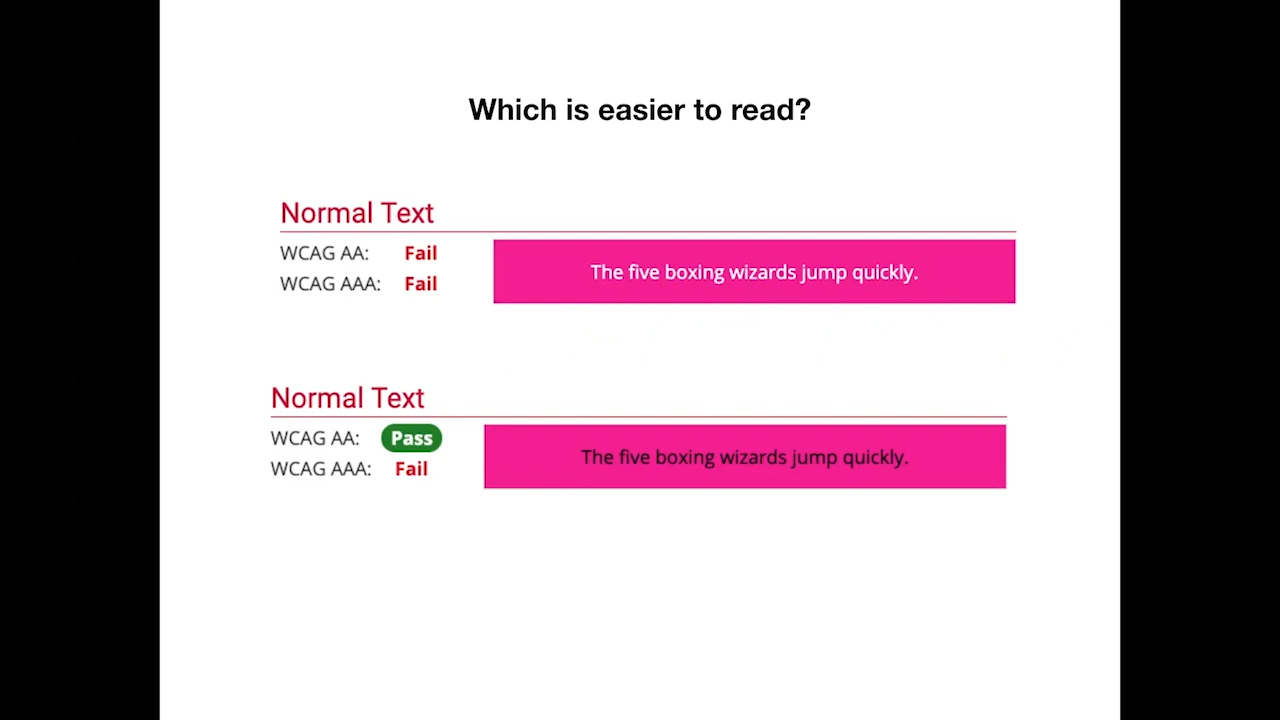 Which is easier to read?
Normal Text
WCAG AA: Fail
WCAG AAA: Fail
The five boxing wizards jump quickly.
Normal Text
WCAG AA: Pass
WCAG AAA: Fail
The five boxing wizards jump quickly.